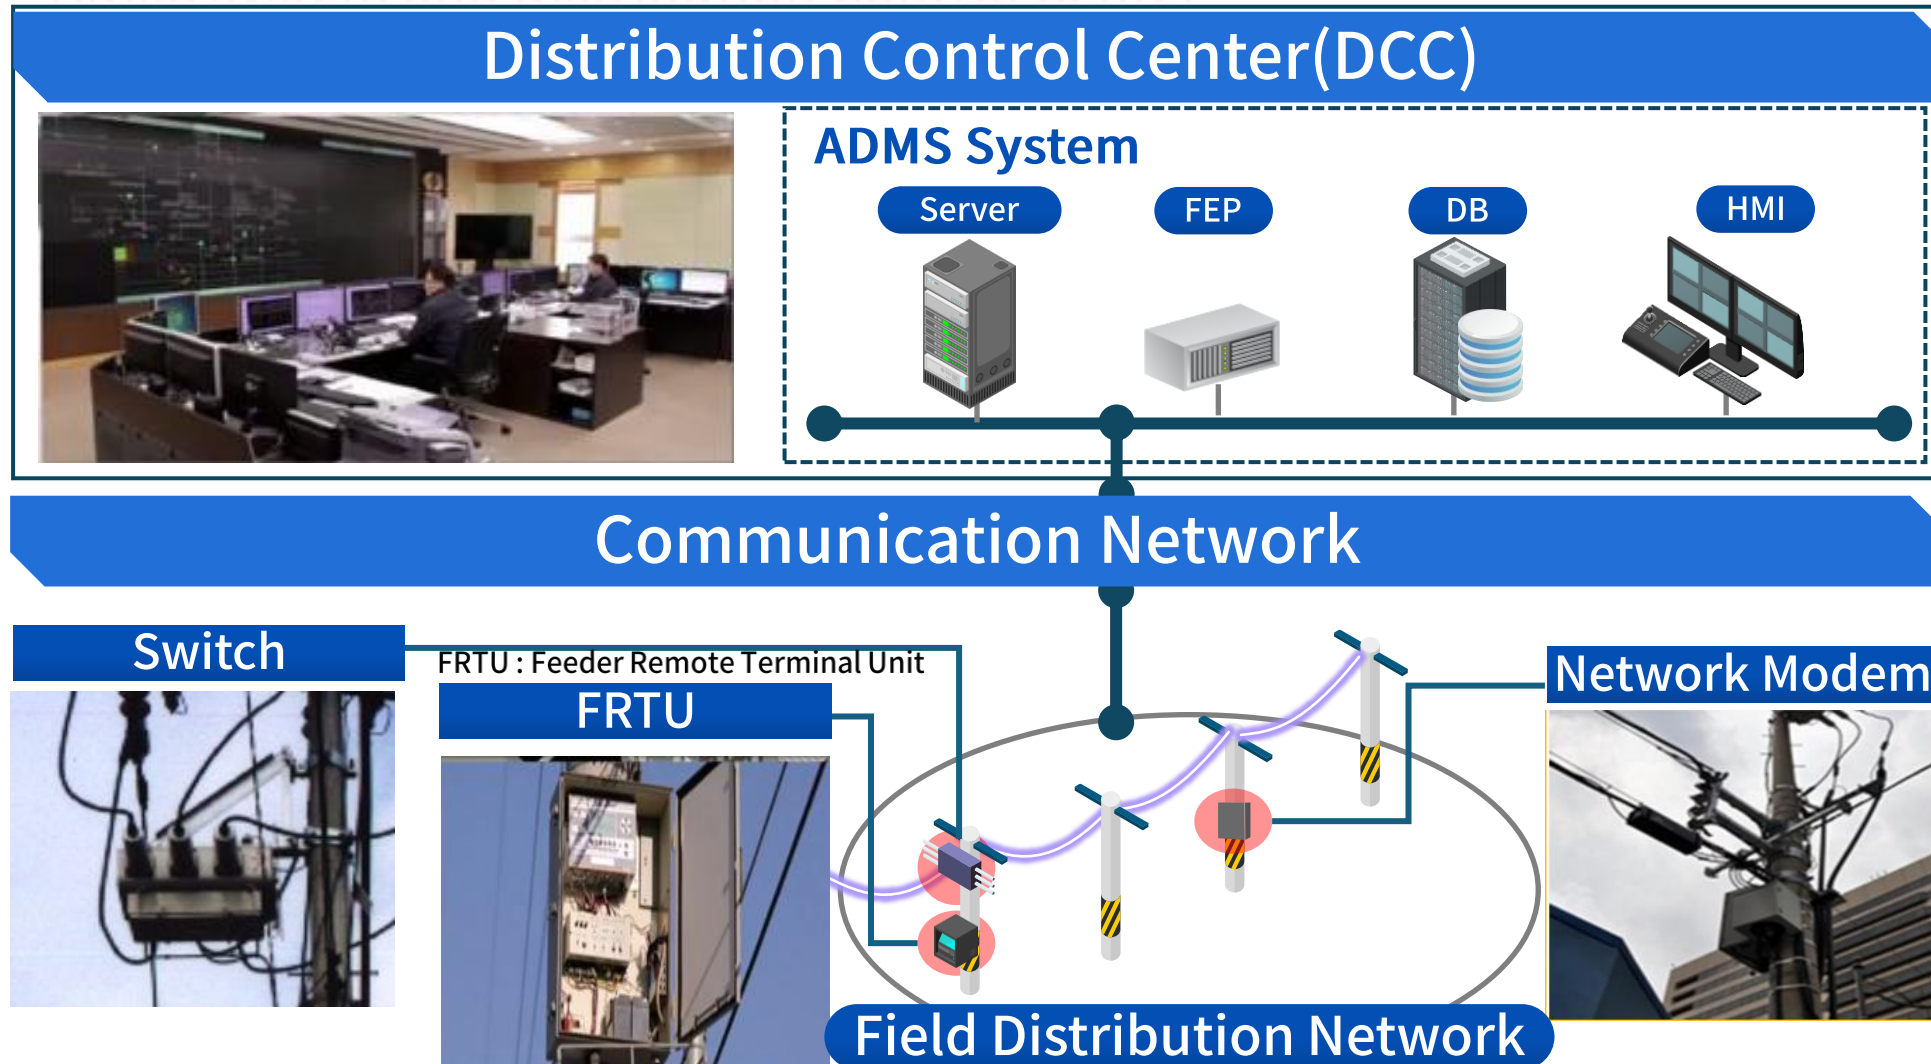 Distribution Control Center(DCC)
ADMS System
Server
FEP
DB
HMI
Communication Network
Switch
FRTU : Feeder Remote Terminal Unit
FRTU
Network Modem
Field Distribution Network